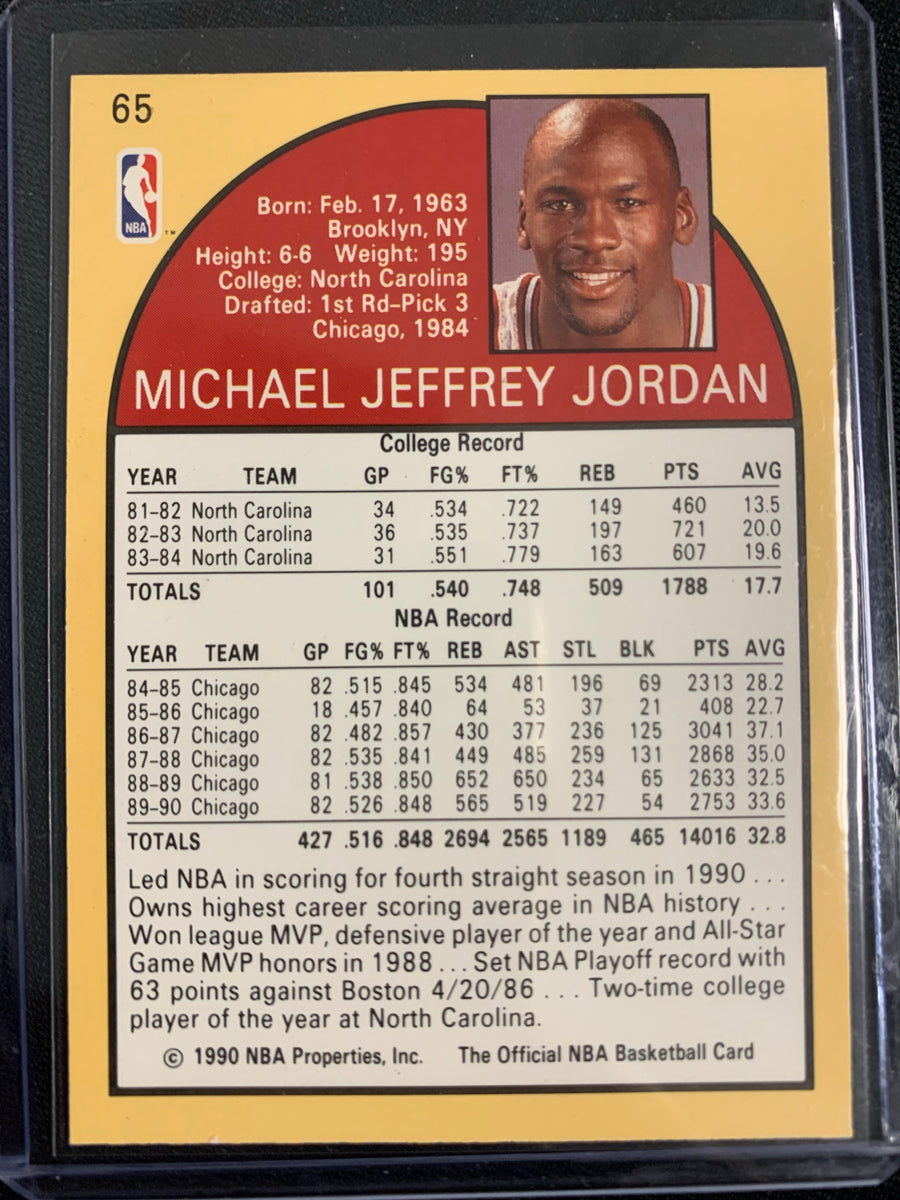 65
NBA
TM
Born: Feb. 17, 1963
Brooklyn, NY
Height: 6-6 Weight: 195
College: North Carolina
Drafted: 1st Rd–Pick 3
Chicago, 1984
MICHAEL JEFFREY JORDAN
College Record
YEAR TEAM GP FG% FT% REB PTS AVG
81–82 North Carolina 34 .534 .722 149 460 13.5
82–83 North Carolina 36 .535 .737 197 721 20.0
83–84 North Carolina 31 .551 .779 163 607 19.6
TOTALS 101 .540 .748 509 1788 17.7
NBA Record
YEAR TEAM GP FG% FT% REB AST STL BLK PTS AVG
84–85 Chicago 82 .515 .845 534 481 196 69 2313 28.2
85–86 Chicago 18 .457 .840 64 53 37 21 408 22.7
86–87 Chicago 82 .482 .857 430 377 236 125 3041 37.1
87–88 Chicago 82 .535 .841 449 485 259 131 2868 35.0
88–89 Chicago 81 .538 .850 652 650 234 65 2633 32.5
89–90 Chicago 82 .526 .848 565 519 227 54 2753 33.6
TOTALS 427 .516 .848 2694 2565 1189 465 14016 32.8
Led NBA in scoring for fourth straight season in 1990 . . .
Owns highest career scoring average in NBA history . . .
Won league MVP, defensive player of the year and All-Star
Game MVP honors in 1988 . . . Set NBA Playoff record with
63 points against Boston 4/20/86 . . . Two-time college
player of the year at North Carolina.
© 1990 NBA Properties, Inc. The Official NBA Basketball Card